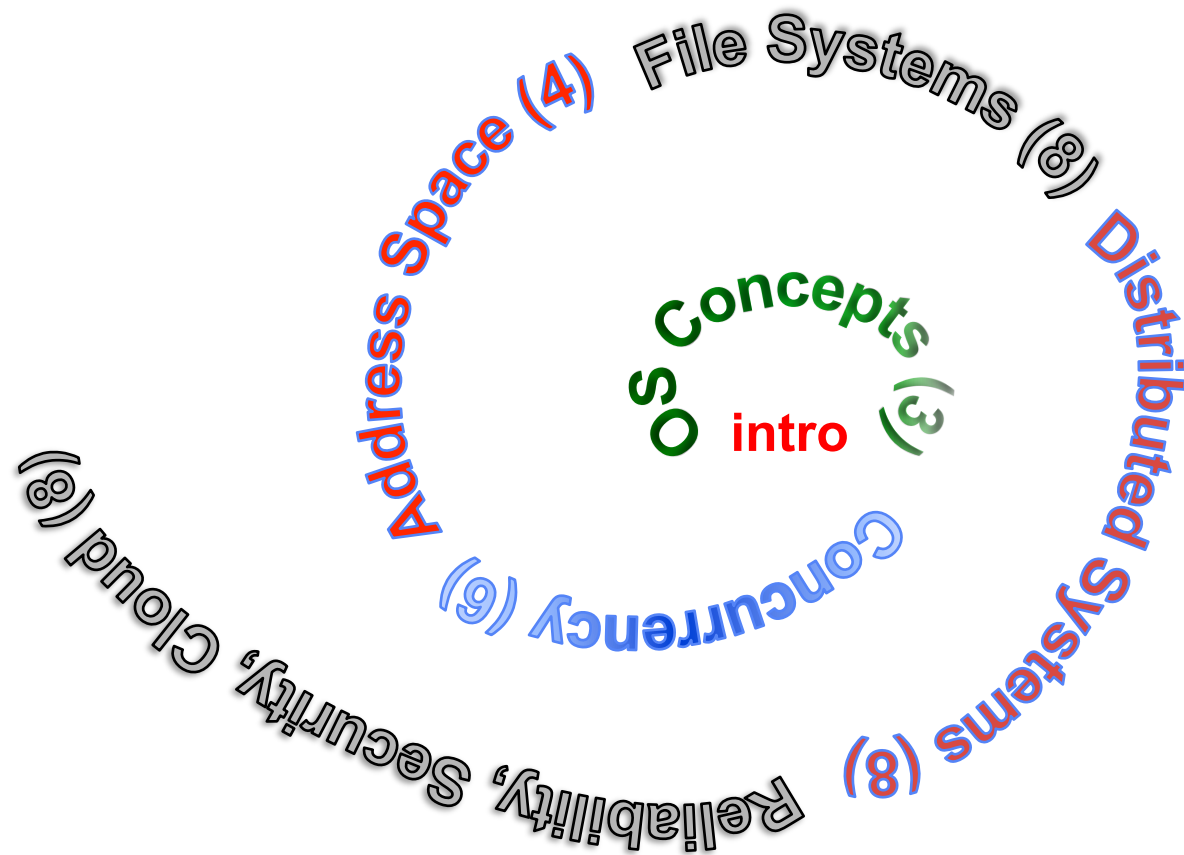 intro
OS Concepts (3)
Concurrency (6)
Address Space (4)
File Systems (8)
Distributed Systems (8)
Reliability, Security, Cloud (8)